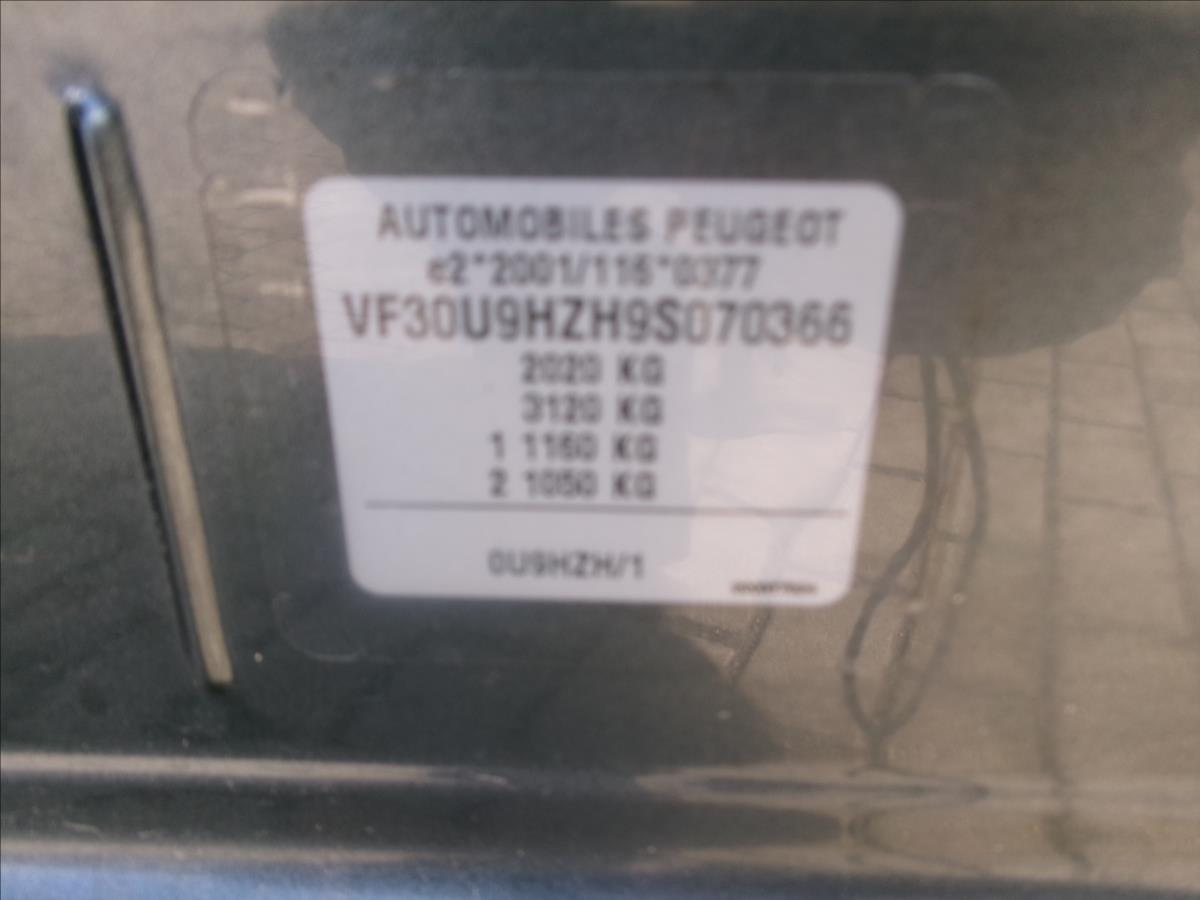 AUTOMOBILES PEUGEOT
e2*2001/116*0377
VF30U9HZH9S070366
2020 KG
3120 KG
1 1160 KG
2 1050 KG
0U9HZH/1